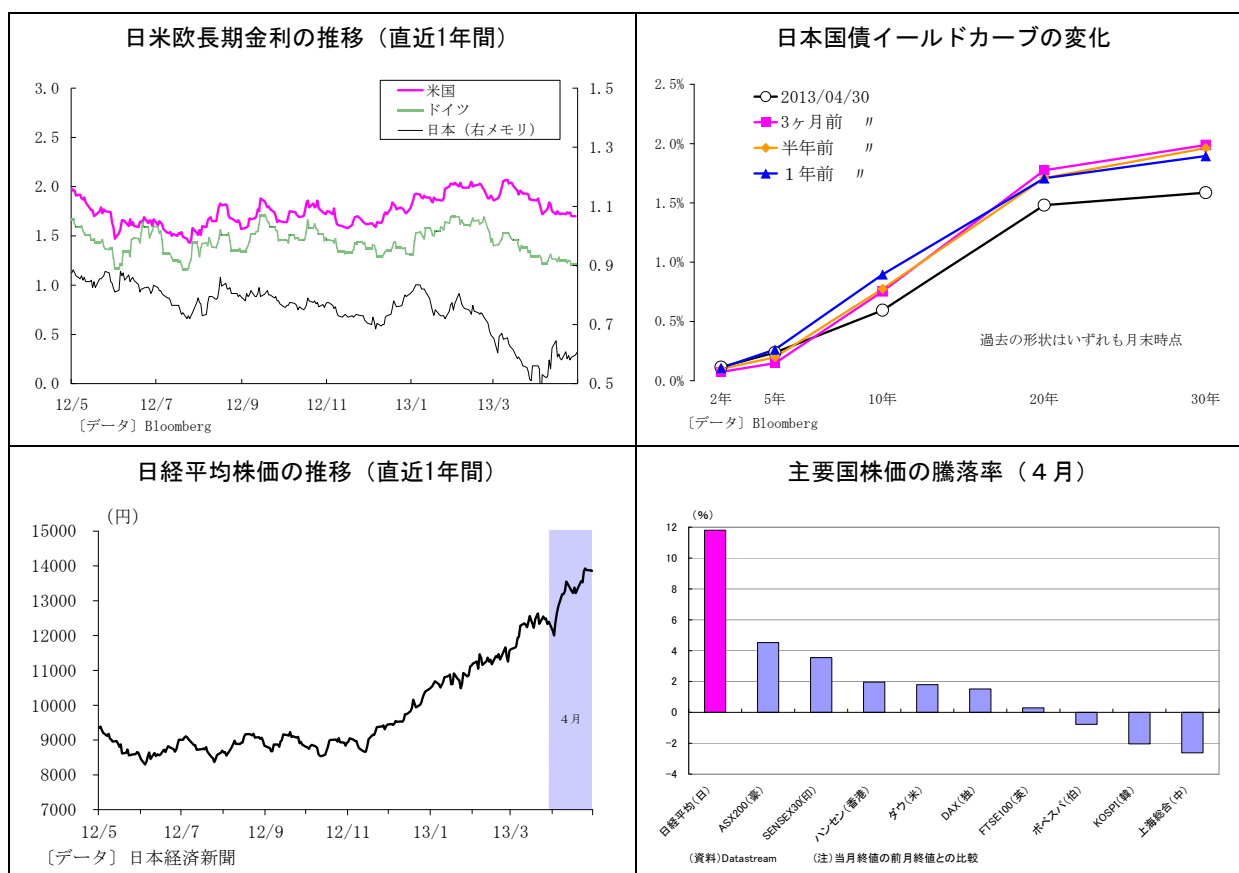 日米欧長期金利の推移（直近1年間）
3.0
2.5
2.0
1.5
1.0
0.5
0.0
1.5
1.3
1.1
0.9
0.7
0.5
米国
ドイツ
日本（右メモリ）
12/5 12/7 12/9 12/11 13/1 13/3
〔データ〕Bloomberg
日本国債イールドカーブの変化
2.5%
2.0%
1.5%
1.0%
0.5%
0.0%
2013/04/30
3ヶ月前 〃
半年前 〃
１年前 〃
過去の形状はいずれも月末時点
2年 5年 10年 20年 30年
〔データ〕Bloomberg
日経平均株価の推移（直近1年間）
（円）
15000
14000
13000
12000
11000
10000
9000
8000
7000
４月
12/5 12/7 12/9 12/11 13/1 13/3
〔データ〕日本経済新聞
主要国株価の騰落率（４月）
（%）
12
10
8
6
4
2
0
-2
-4
日経平均(日)
ASX200(豪)
SENSEX30(印)
ハンセン(香港)
ダウ(米)
DAX(独)
FTSE100(英)
ボベスパ(伯)
KOSPI(韓)
上海総合(中)
（資料）Datastream （注）当月終値の前月終値との比較